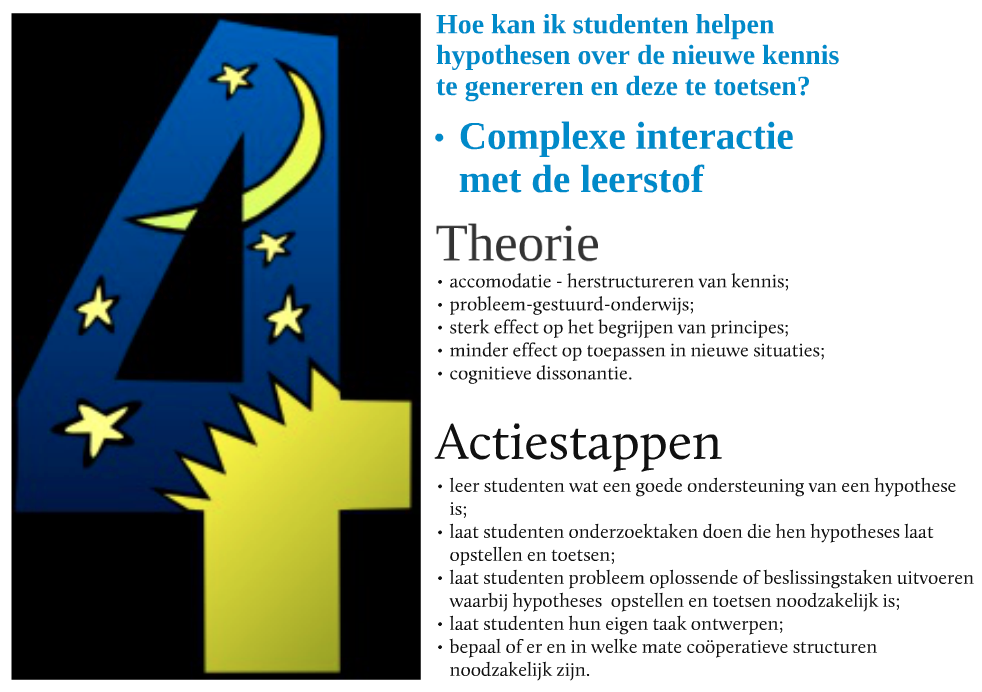 4
Hoe kan ik studenten helpen
hypothesen over de nieuwe kennis
te genereren en deze te toetsen?
• Complexe interactie
met de leerstof
Theorie
• accomodatie - herstructureren van kennis;
• probleem-gestuurd-onderwijs;
• sterk effect op het begrijpen van principes;
• minder effect op toepassen in nieuwe situaties;
• cognitieve dissonantie.
Actiestappen
• leer studenten wat een goede ondersteuning van een hypothese
is;
• laat studenten onderzoektaken doen die hen hypotheses laat
opstellen en toetsen;
• laat studenten probleem oplossende of beslissingstaken uitvoeren
waarbij hypotheses  opstellen en toetsen noodzakelijk is;
• laat studenten hun eigen taak ontwerpen;
• bepaal of er en in welke mate coöperatieve structuren
noodzakelijk zijn.